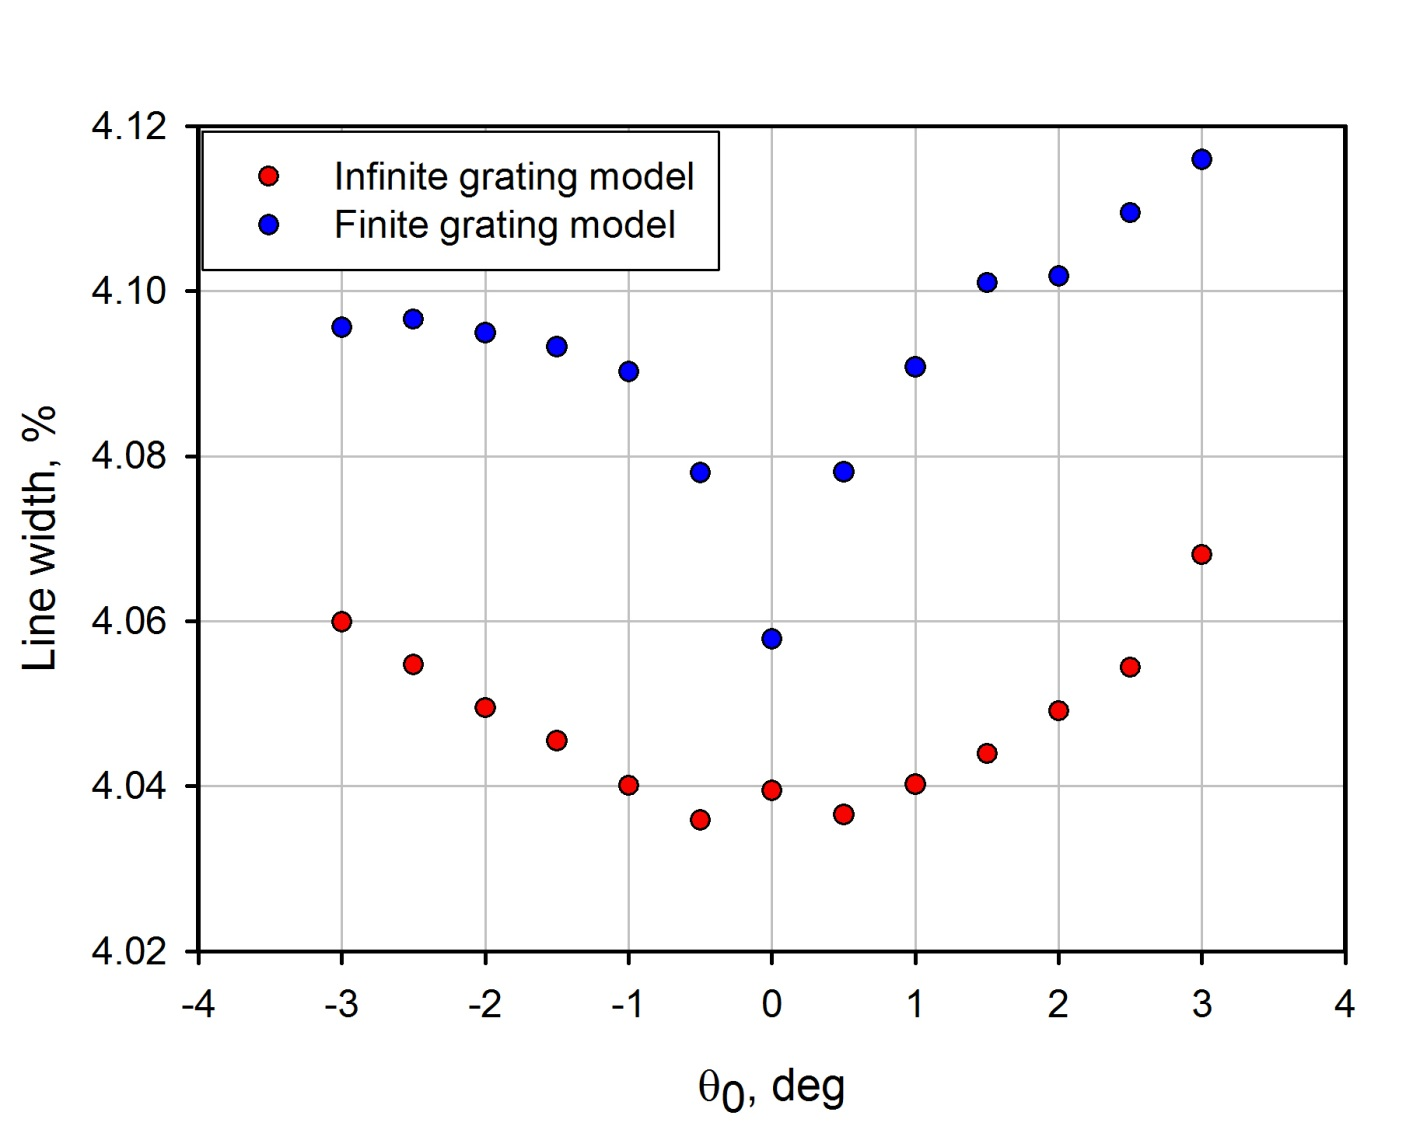 4.12
4.10
4.08
4.06
4.04
4.02
Line width, %
Infinite grating model
Finite grating model
-4 -3 -2 -1 0 1 2 3 4
θ0, deg